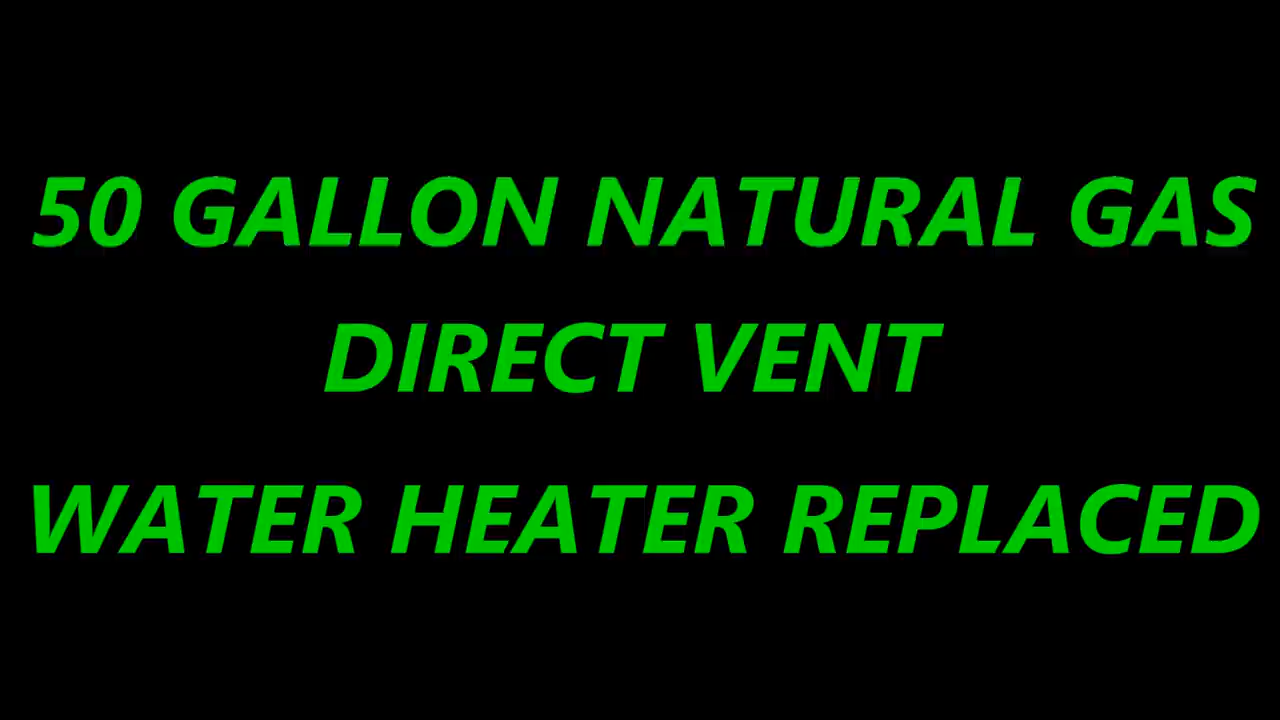 50 GALLON NATURAL GAS
DIRECT VENT
WATER HEATER REPLACED